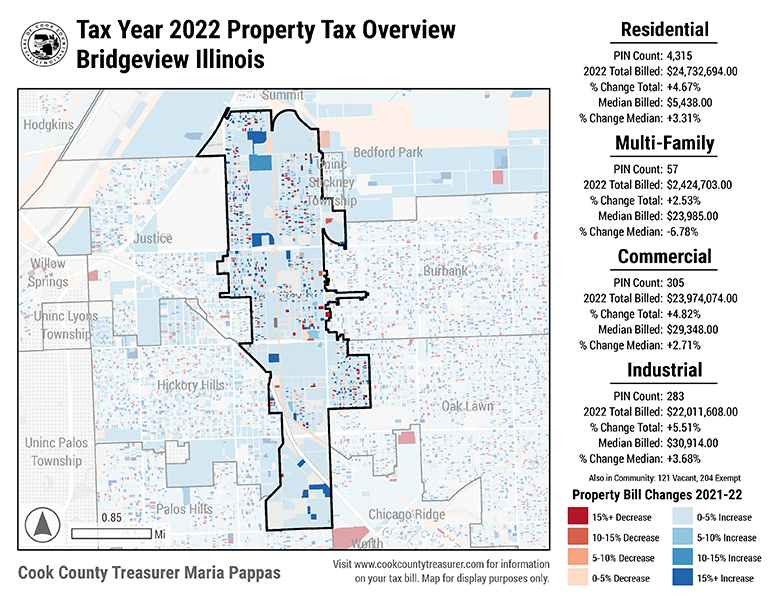 Tax Year 2022 Property Tax Overview
Bridgeview Illinois
Summit
Hodgkins
Bedford Park
Uninc
Stickney
Township
Justice
Willow
Springs
Burbank
Uninc Lyons
Township
Hickory Hills
Oak Lawn
Uninc Palos
Township
Palos Hills
Chicago Ridge
Worth
0.85
Mi
Cook County Treasurer Maria Pappas
Visit www.cookcountytreasurer.com for information
on your tax bill. Map for display purposes only.
Residential
PIN Count: 4,315
2022 Total Billed: $24,732,694.00
% Change Total: +4.67%
Median Billed: $5,438.00
% Change Median: +3.31%
Multi-Family
PIN Count: 57
2022 Total Billed: $2,424,703.00
% Change Total: +2.53%
Median Billed: $23,985.00
% Change Median: -6.78%
Commercial
PIN Count: 305
2022 Total Billed: $23,974,074.00
% Change Total: +4.82%
Median Billed: $29,348.00
% Change Median: +2.71%
Industrial
PIN Count: 283
2022 Total Billed: $22,011,608.00
% Change Total: +5.51%
Median Billed: $30,914.00
% Change Median: +3.68%
Also in Community: 121 Vacant, 204 Exempt
Property Bill Changes 2021-22
15%+ Decrease
10-15% Decrease
5-10% Decrease
0-5% Decrease
0-5% Increase
5-10% Increase
10-15% Increase
15%+ Increase